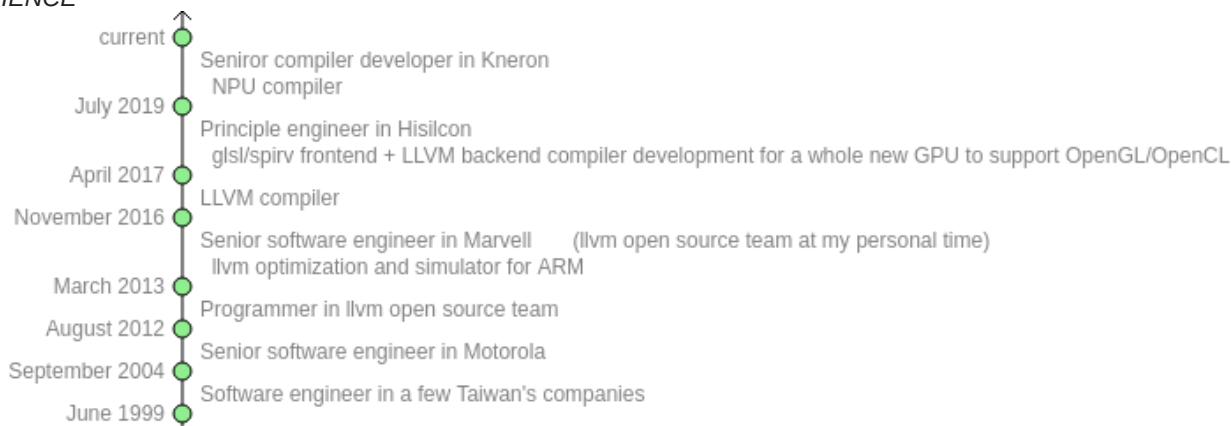 IENCE
current
Seniror compiler developer in Kneron
NPU compiler
July 2019
Principle engineer in Hisilcon
glsl/spirv frontend + LLVM backend compiler development for a whole new GPU to support OpenGL/OpenCL
April 2017
LLVM compiler
November 2016
Senior software engineer in Marvell (llvm open source team at my personal time)
llvm optimization and simulator for ARM
March 2013
Programmer in llvm open source team
August 2012
Senior software engineer in Motorola
September 2004
Software engineer in a few Taiwan's companies
June 1999